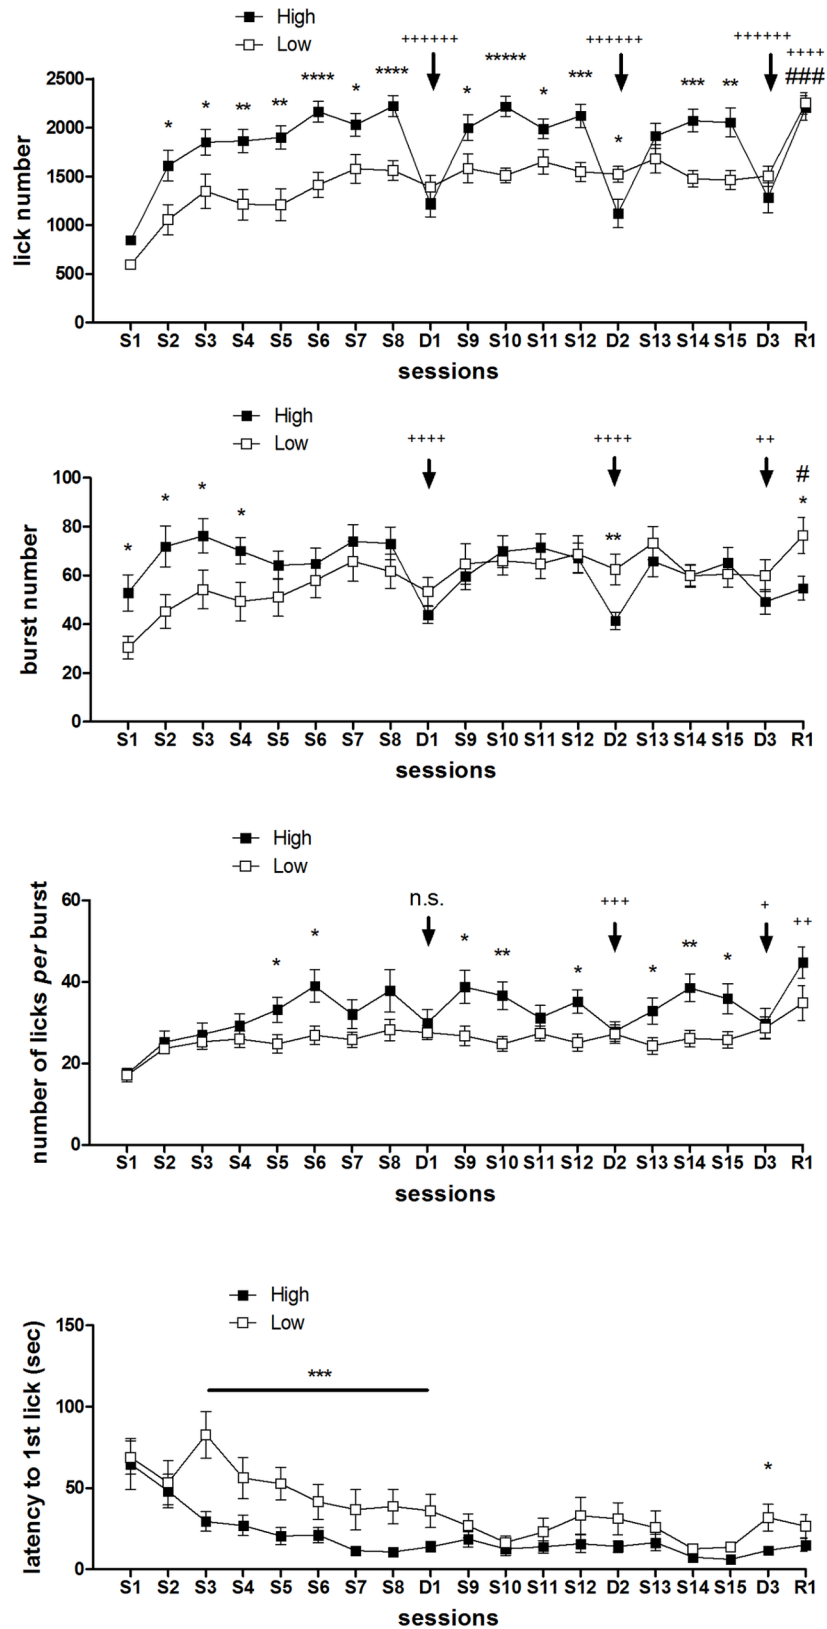 High
Low
++++++ ++++++ ++++++ ++++
* * ** ** **** * **** * ***** * *** * *** ** ###
2500
2000
1500
1000
500
0
lick number
S1 S2 S3 S4 S5 S6 S7 S8 D1 S9 S10 S11 S12 D2 S13 S14 S15 D3 R1
sessions
High
Low
++++ ++++ ++ #
* * * * ** *
100
80
60
40
20
0
burst number
S1 S2 S3 S4 S5 S6 S7 S8 D1 S9 S10 S11 S12 D2 S13 S14 S15 D3 R1
sessions
High
Low
n.s. +++ + ++
* * * ** * * ** *
60
40
20
0
number of licks per burst
S1 S2 S3 S4 S5 S6 S7 S8 D1 S9 S10 S11 S12 D2 S13 S14 S15 D3 R1
sessions
High
Low
*** *
150
100
50
0
latency to 1st lick (sec)
S1 S2 S3 S4 S5 S6 S7 S8 D1 S9 S10 S11 S12 D2 S13 S14 S15 D3 R1
sessions